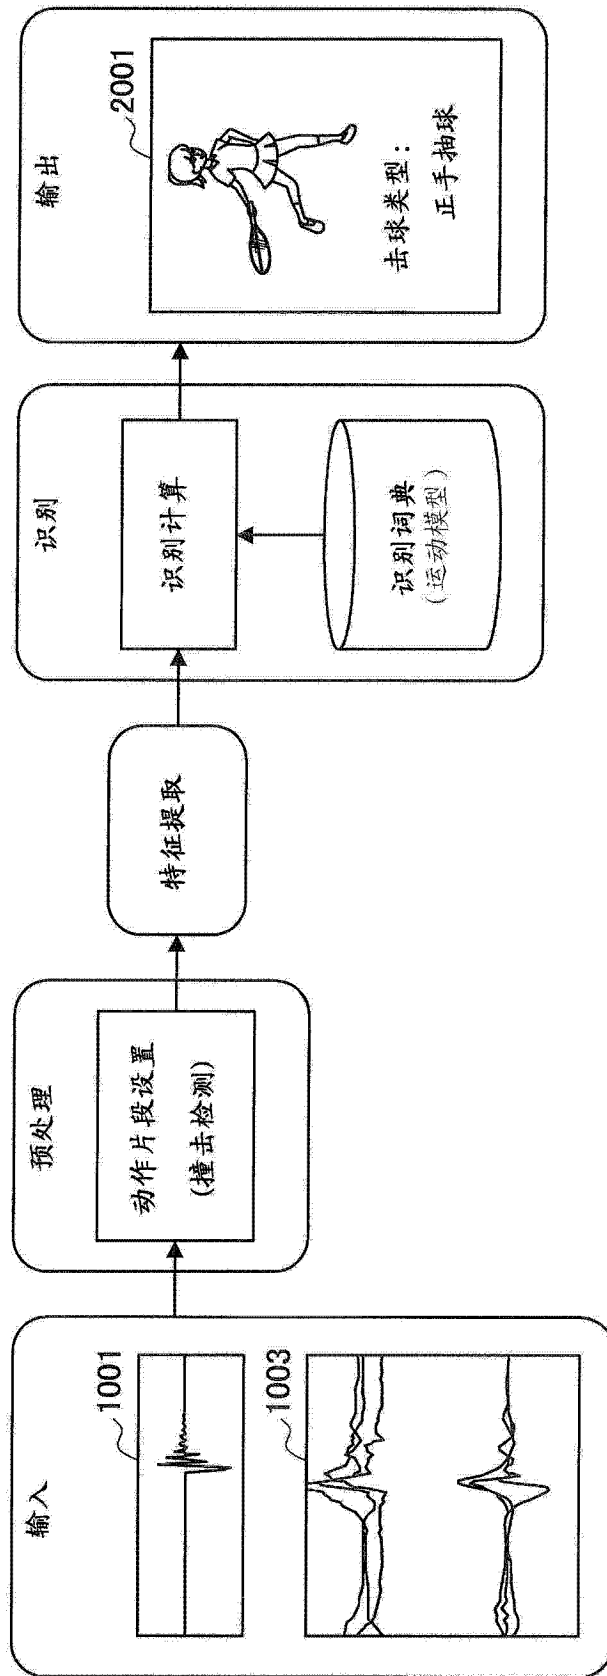 输入
1001
1003
预处理
动作片段设置
(撞击检测)
特征提取
识别
识别计算
识别词典
(运动模型)
输出
2001
击球类型:
正手抽球